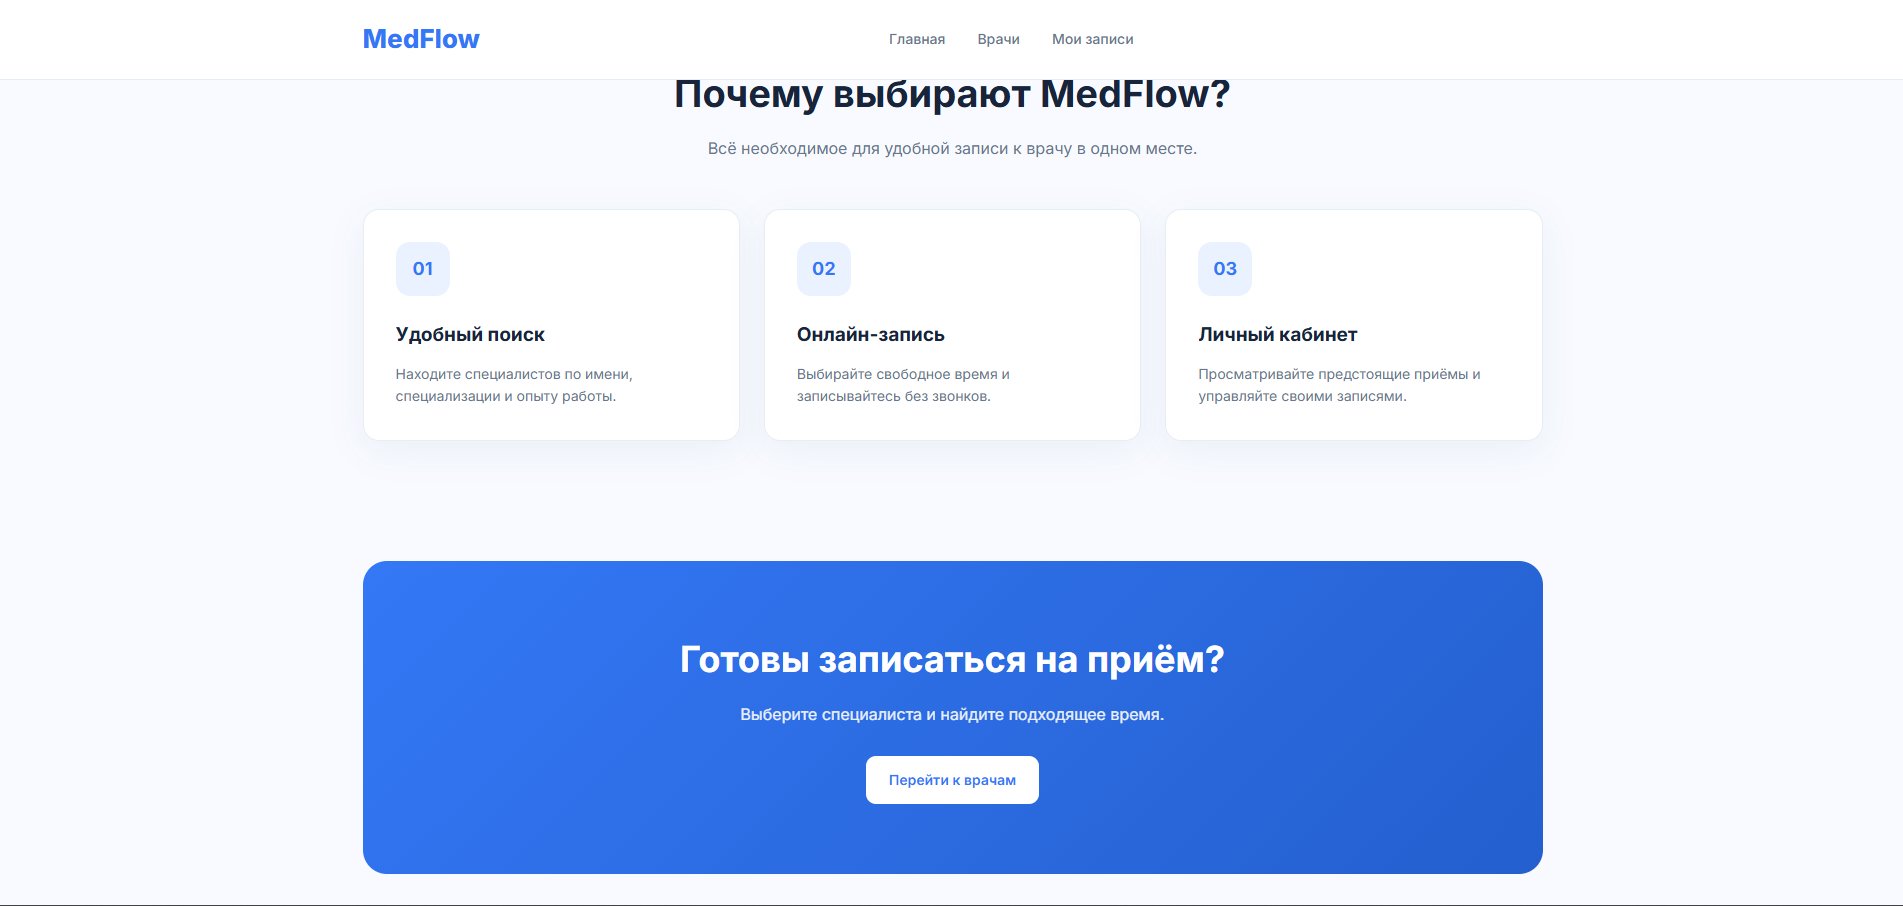 MedFlow
Главная
Врачи
Мои записи
Почему выбирают MedFlow?
Всё необходимое для удобной записи к врачу в одном месте.
01
Удобный поиск
Находите специалистов по имени,
специализации и опыту работы.
02
Онлайн-запись
Выбирайте свободное время и
записывайтесь без звонков.
03
Личный кабинет
Просматривайте предстоящие приёмы и
управляйте своими записями.
Готовы записаться на приём?
Выберите специалиста и найдите подходящее время.
Перейти к врачам